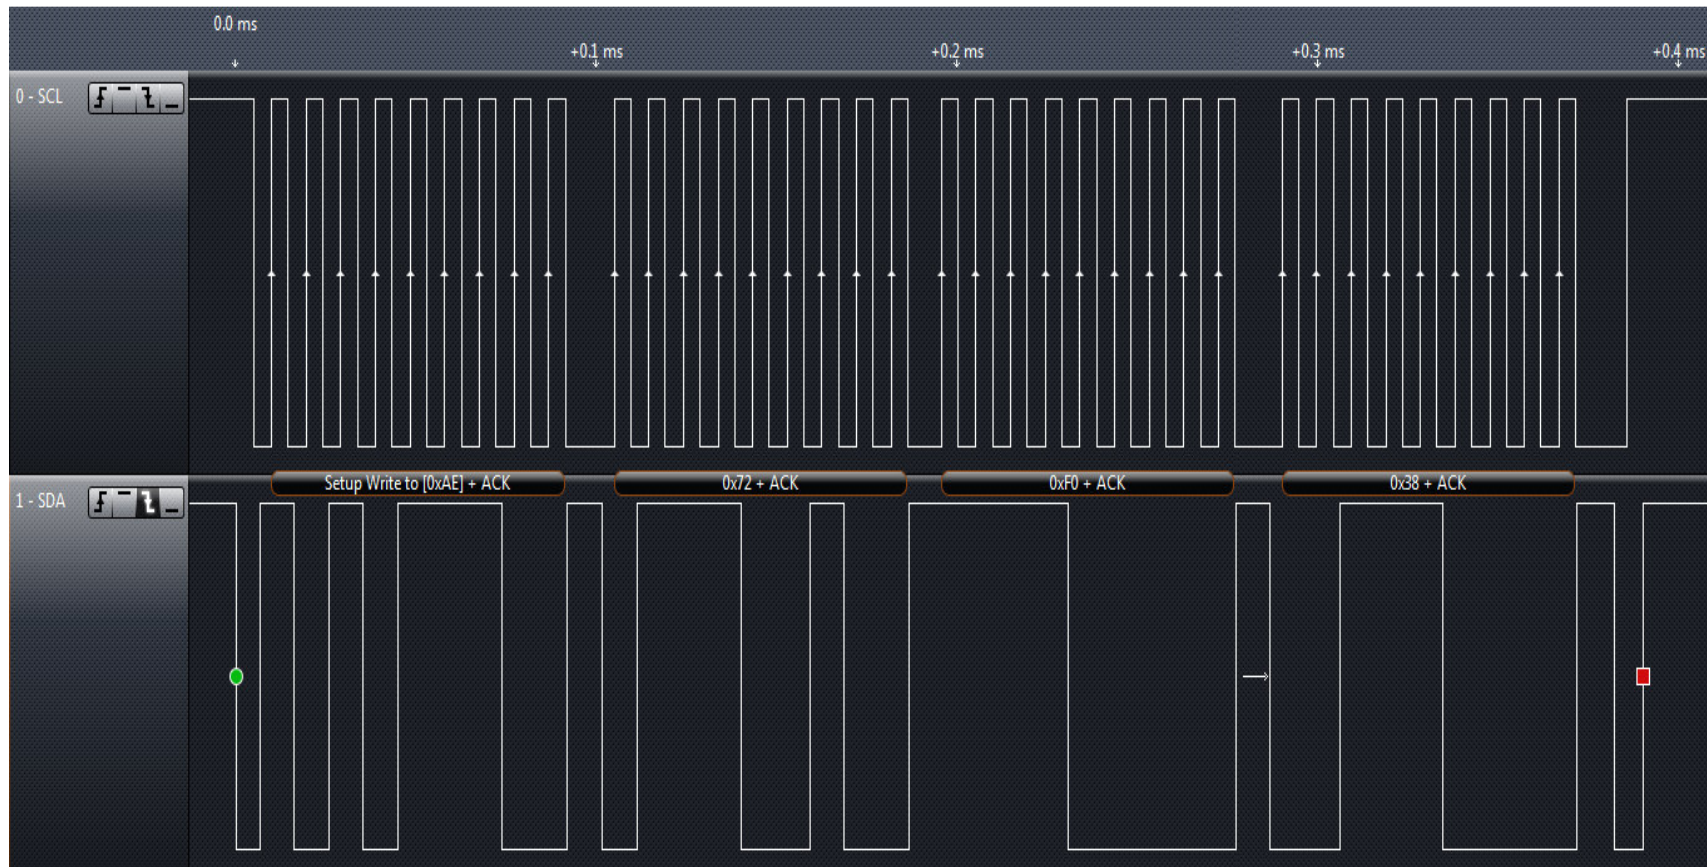 0.0 ms
+0.1 ms
+0.2 ms
+0.3 ms
+0.4 ms
0 - SCL
Setup Write to [0xAE] + ACK
0x72 + ACK
0xF0 + ACK
0x38 + ACK
1 - SDA